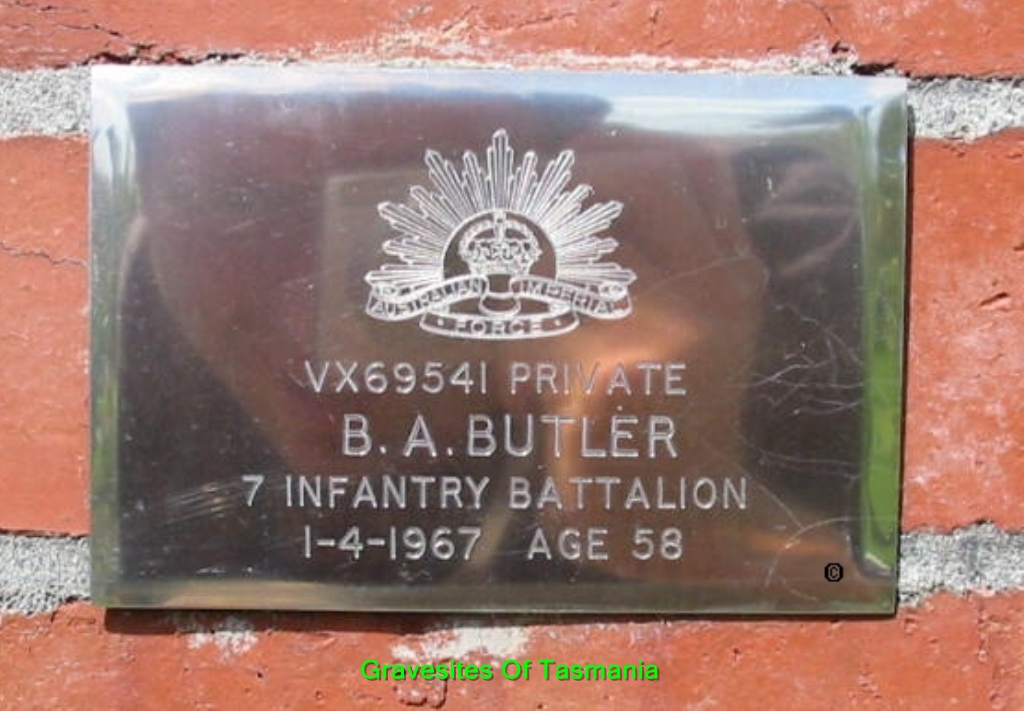 AUSTRALIAN IMPERIAL
FORCE
VX69541 PRIVATE
B. A. BUTLER
7 INFANTRY BATTALION
1-4-1967 AGE 58
©
Gravesites Of Tasmania